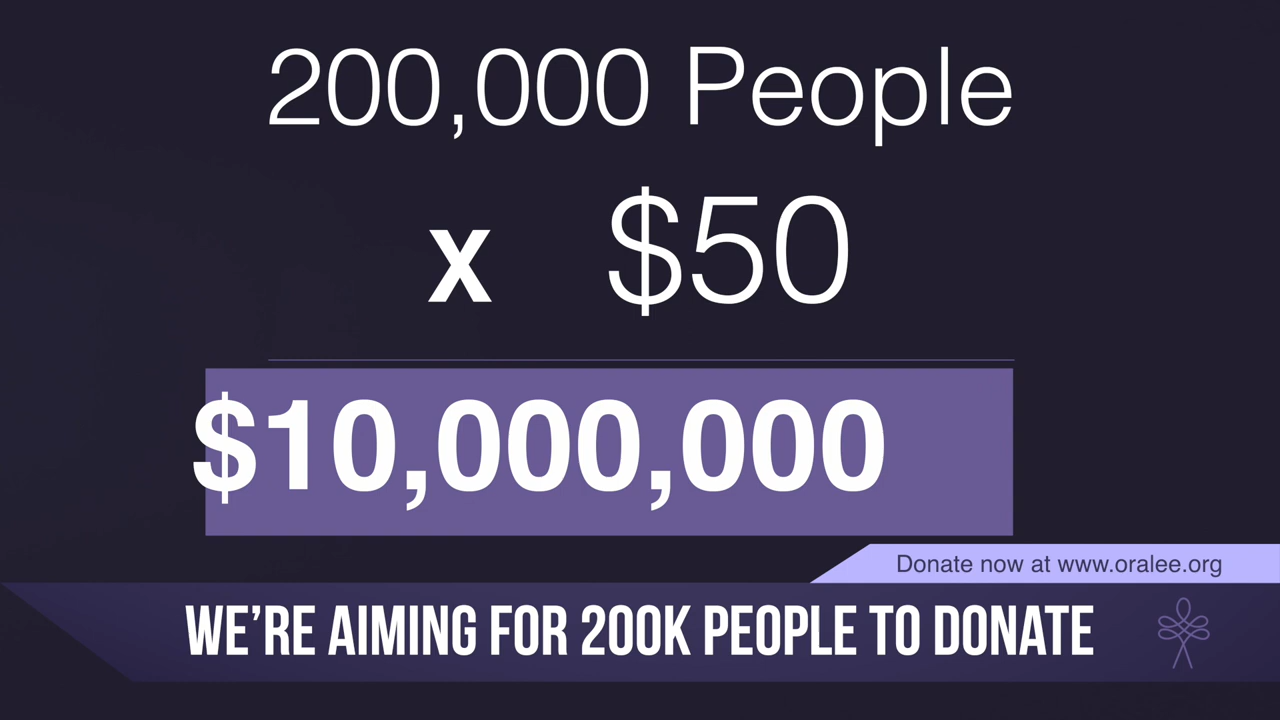 200,000 People
x $50
$10,000,000
Donate now at www.oralee.org
WE'RE AIMING FOR 200K PEOPLE TO DONATE